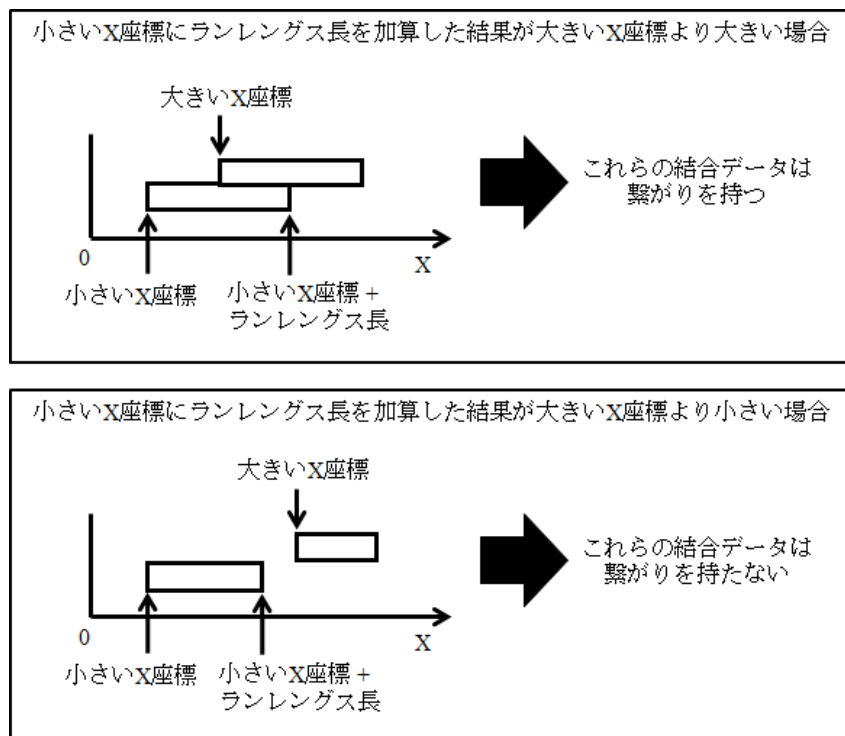 小さいX座標にランレングス長を加算した結果が大きいX座標より大きい場合
大きいX座標
これらの結合データは
繋がりを持つ
0
X
小さいX座標
小さいX座標 +
ランレングス長
小さいX座標にランレングス長を加算した結果が大きいX座標より小さい場合
大きいX座標
これらの結合データは
繋がりを持たない
0
X
小さいX座標
小さいX座標 +
ランレングス長